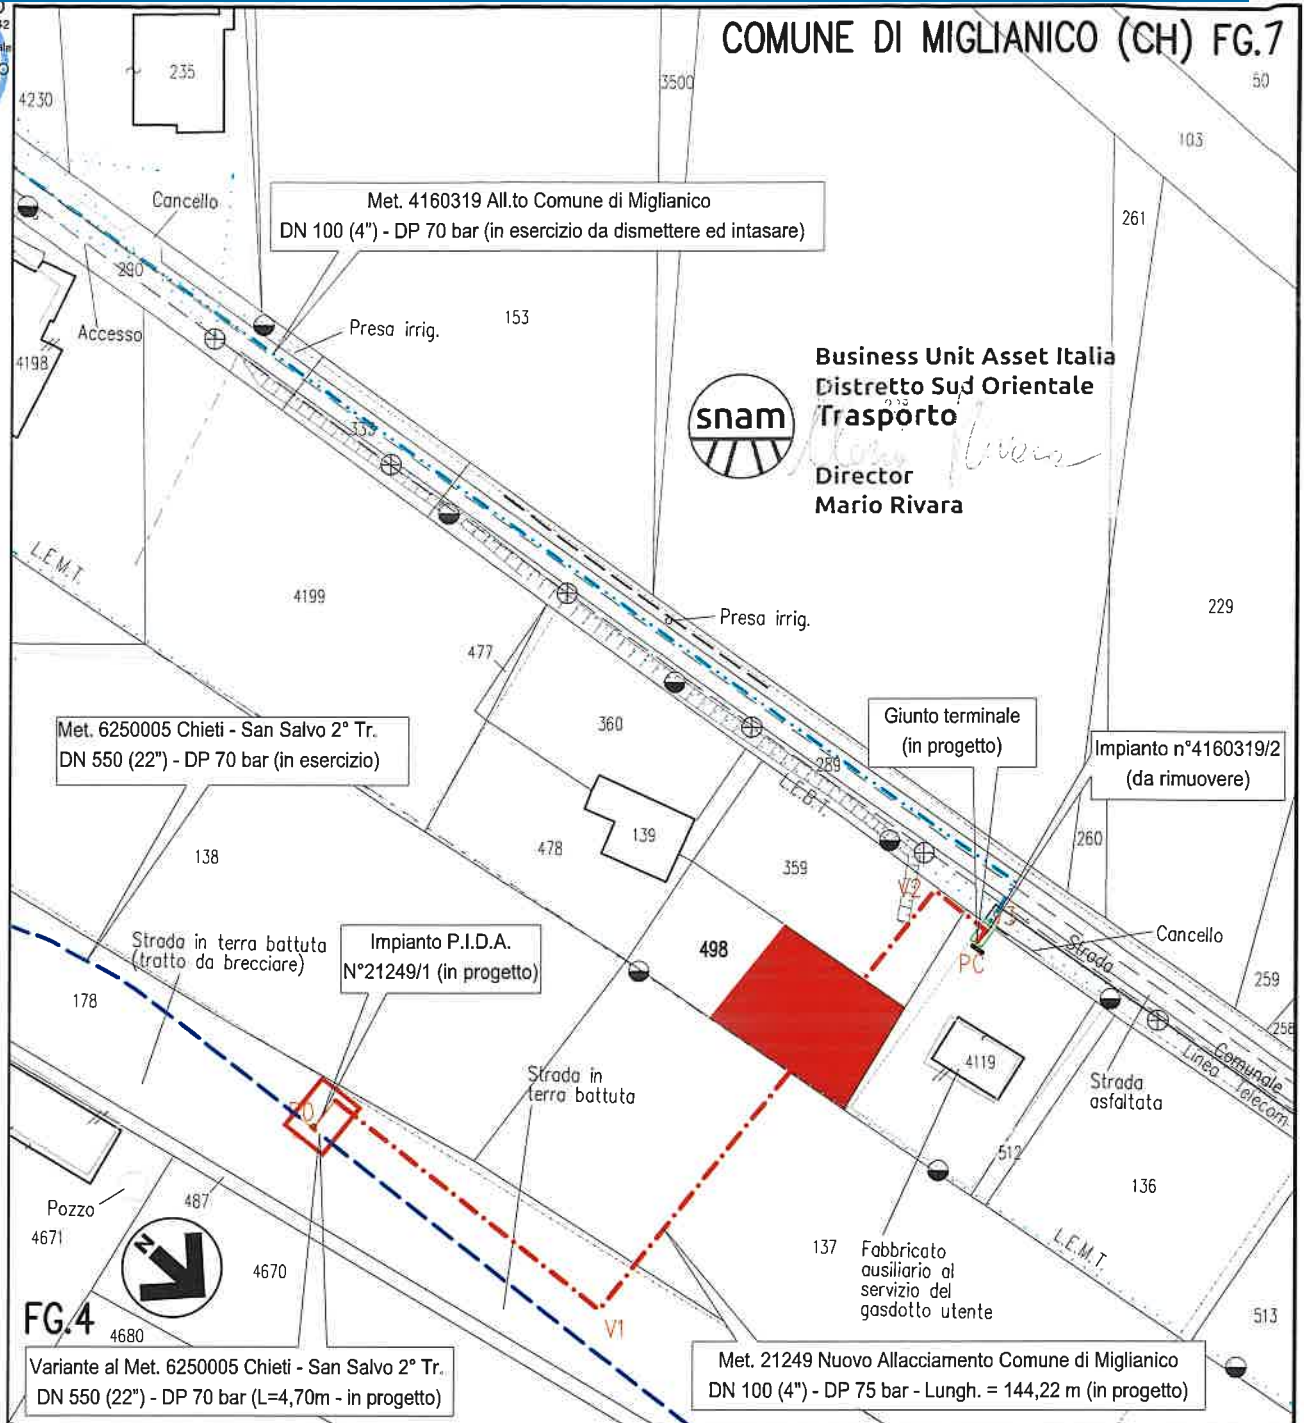 COMUNE DI MIGLIANICO (CH) FG.7
235
3500
50
4230
103
Cancello
Met. 4160319 All.to Comune di Miglianico
DN 100 (4") - DP 70 bar (in esercizio da dismettere ed intasare)
261
290
Accesso
Presa irrig.
153
4198
Business Unit Asset Italia
Distretto Sud Orientale
Trasporto
snam
Director
Mario Rivara
333
L.E.M.T.
4199
Presa irrig.
229
477
360
Giunto terminale
(in progetto)
Met. 6250005 Chieti - San Salvo 2° Tr.
DN 550 (22") - DP 70 bar (in esercizio)
Impianto n°4160319/2
(da rimuovere)
289
L.E.B.T.
139
138
478
260
359
V2
Strada in terra battuta
(tratto da brecciare)
Impianto P.I.D.A.
N°21249/1 (in progetto)
498
Strada
Cancello
PC
178
259
258
4119
Comunale
Linea Telecom
Strada in
terra battuta
Strada
asfaltata
512
136
Pozzo
487
4671
N
4670
137
Fabbricato
ausiliario al
servizio del
gasdotto utente
L.E.M.T.
V1
513
FG.4
4680
Variante al Met. 6250005 Chieti - San Salvo 2° Tr.
DN 550 (22") - DP 70 bar (L=4,70m - in progetto)
Met. 21249 Nuovo Allacciamento Comune di Miglianico
DN 100 (4") - DP 75 bar - Lungh. = 144,22 m (in progetto)